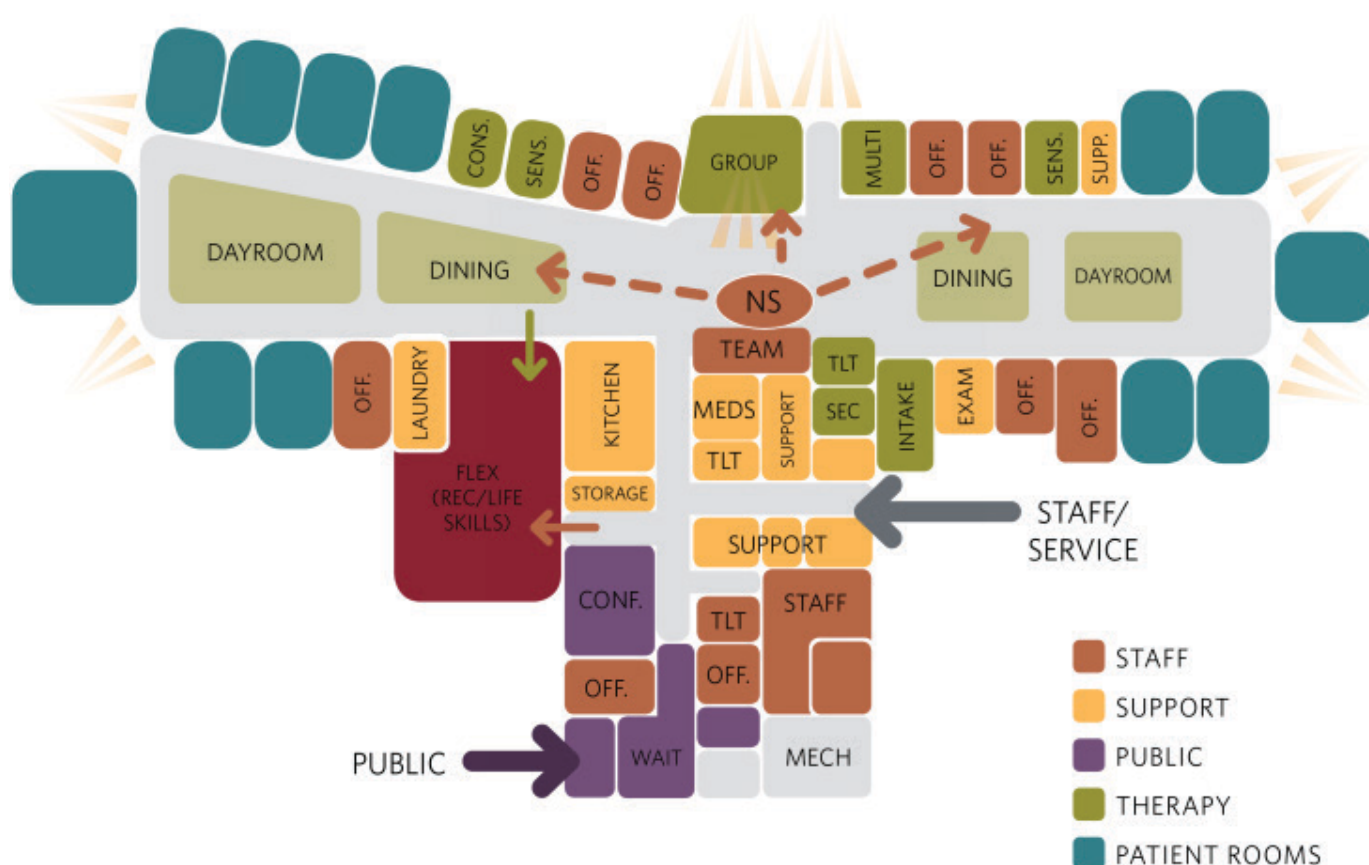 CONS.
SENS.
OFF.
OFF.
GROUP
MULTI
OFF.
OFF.
SENS.
SUPP.
DAYROOM
DINING
NS
DINING
DAYROOM
OFF.
LAUNDRY
FLEX
(REC/LIFE
SKILLS)
KITCHEN
STORAGE
TEAM
MEDS
SUPPORT
TLT
TLT
SEC
INTAKE
EXAM
OFF.
OFF.
STAFF/
SERVICE
SUPPORT
CONF.
TLT
STAFF
OFF.
OFF.
PUBLIC
WAIT
MECH
STAFF
SUPPORT
PUBLIC
THERAPY
PATIENT ROOMS